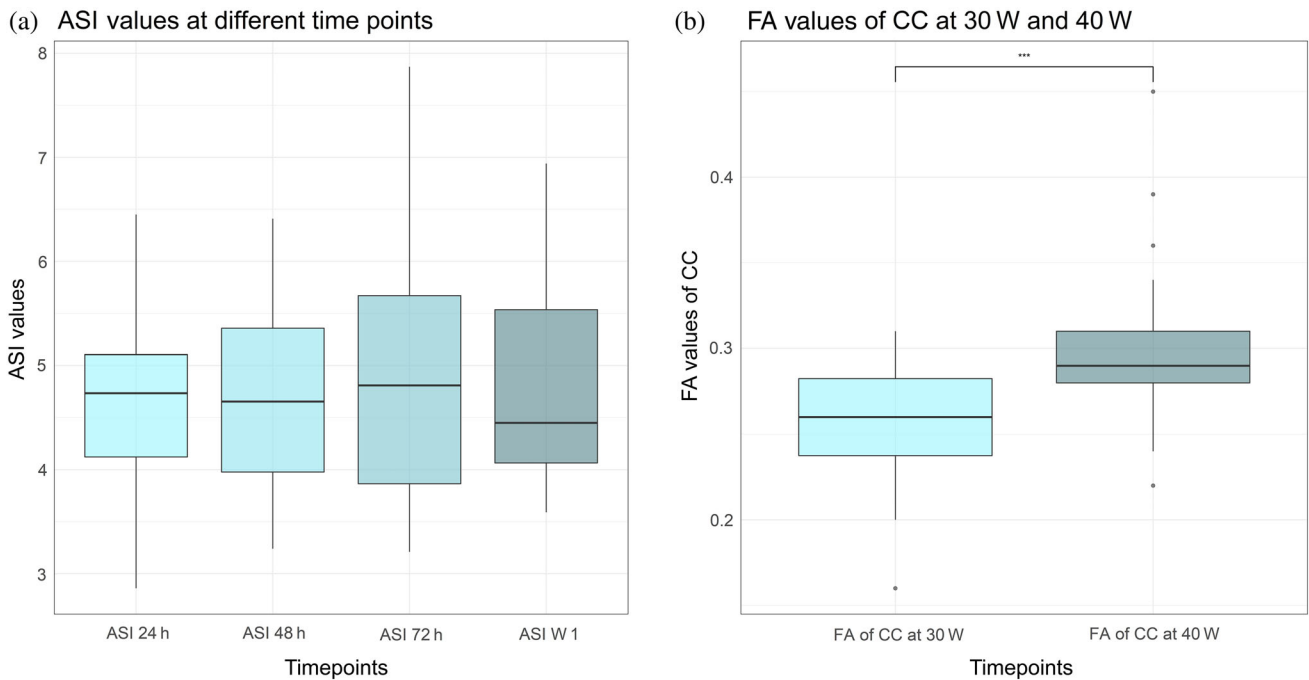 (a) ASI values at different time points
8
7
6
5
4
3
ASI values
ASI 24 h
ASI 48 h
ASI 72 h
ASI W 1
Timepoints
(b) FA values of CC at 30 W and 40 W
***
0.4
0.3
0.2
FA values of CC
FA of CC at 30 W
FA of CC at 40 W
Timepoints